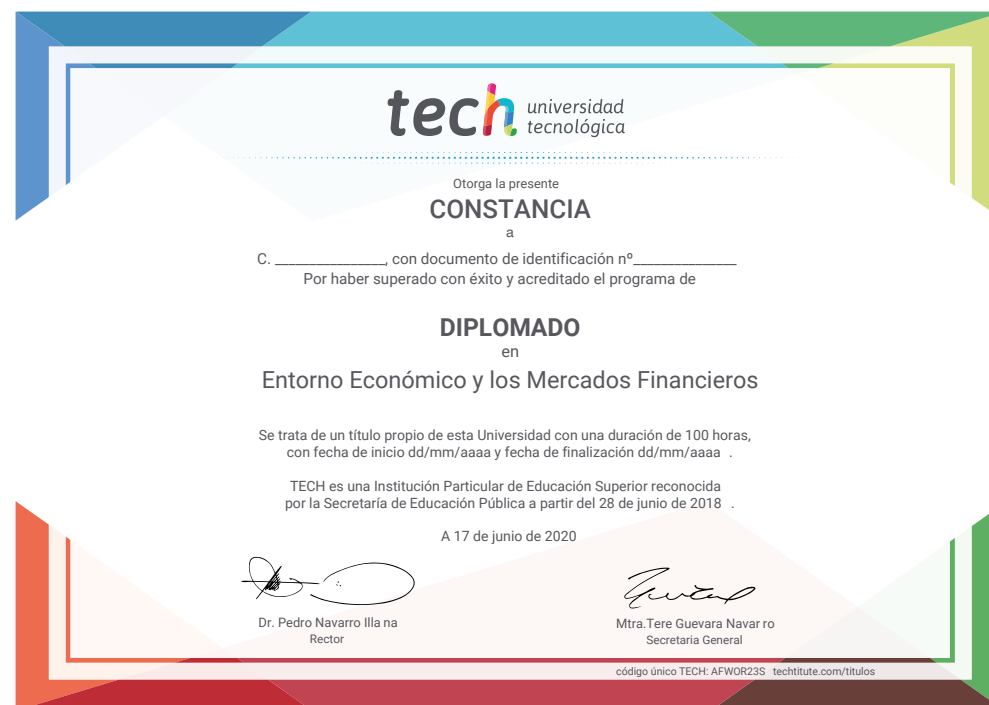 tech universidad
tecnológica
Otorga la presente
CONSTANCIA
a
C. ________________, con documento de identificación nº_______________
Por haber superado con éxito y acreditado el programa de
DIPLOMADO
en
Entorno Económico y los Mercados Financieros
Se trata de un título propio de esta Universidad con una duración de 100 horas,
con fecha de inicio dd/mm/aaaa y fecha de finalización dd/mm/aaaa .
TECH es una Institución Particular de Educación Superior reconocida
por la Secretaría de Educación Pública a partir del 28 de junio de 2018 .
A 17 de junio de 2020
Dr. Pedro Navarro Illa na
Rector
Mtra.Tere Guevara Navar ro
Secretaria General
código único TECH: AFWOR23S techtitute.com/titulos